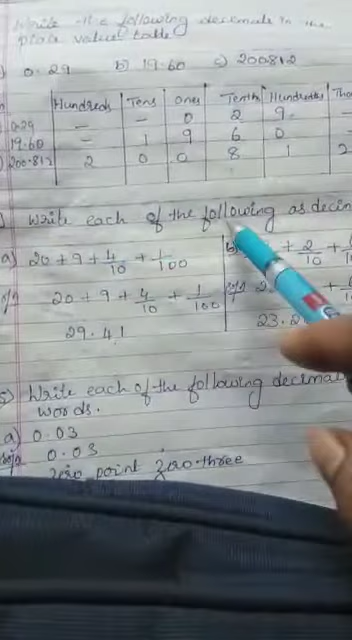 Write the following decimals in the
place value table
0.29 b) 19.60 c) 200.812
Hundreds Tens Ones Tenths Hundredths Tho
0.29 - - 0 2 9 -
19.60 - 1 9 6 0 -
200.812 2 0 0 8 1 2
Write each of the following as decim
a) 20 + 9 + 4/10 + 1/100 b) + 2/10 +
20 + 9 + 4/10 + 1/100
29.41 23.2
5) Write each of the following decimal
words.
a) 0.03
0.03
zero point zero three